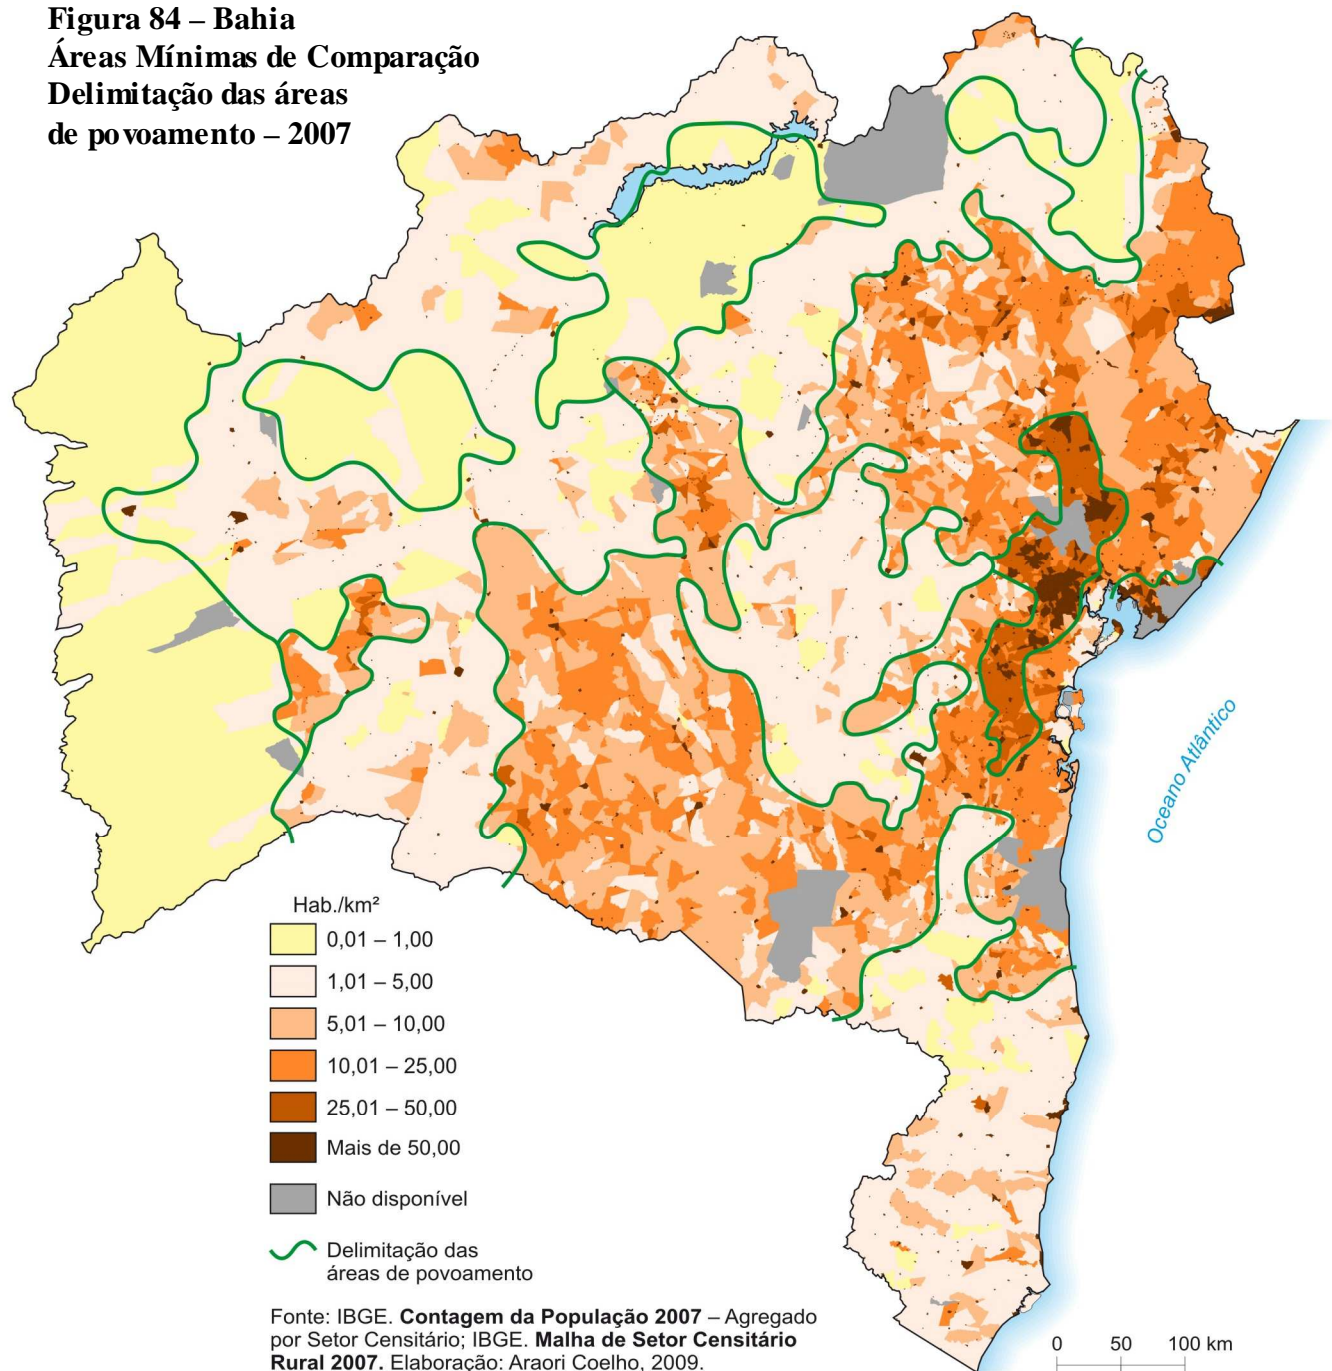 Figura 84 – Bahia
Áreas Mínimas de Comparação
Delimitação das áreas
de povoamento – 2007
Oceano Atlântico
Hab./km²
0,01 – 1,00
1,01 – 5,00
5,01 – 10,00
10,01 – 25,00
25,01 – 50,00
Mais de 50,00
Não disponível
Delimitação das
áreas de povoamento
Fonte: IBGE. Contagem da População 2007 – Agregado
por Setor Censitário; IBGE. Malha de Setor Censitário
Rural 2007. Elaboração: Araori Coelho, 2009.
0 50 100 km